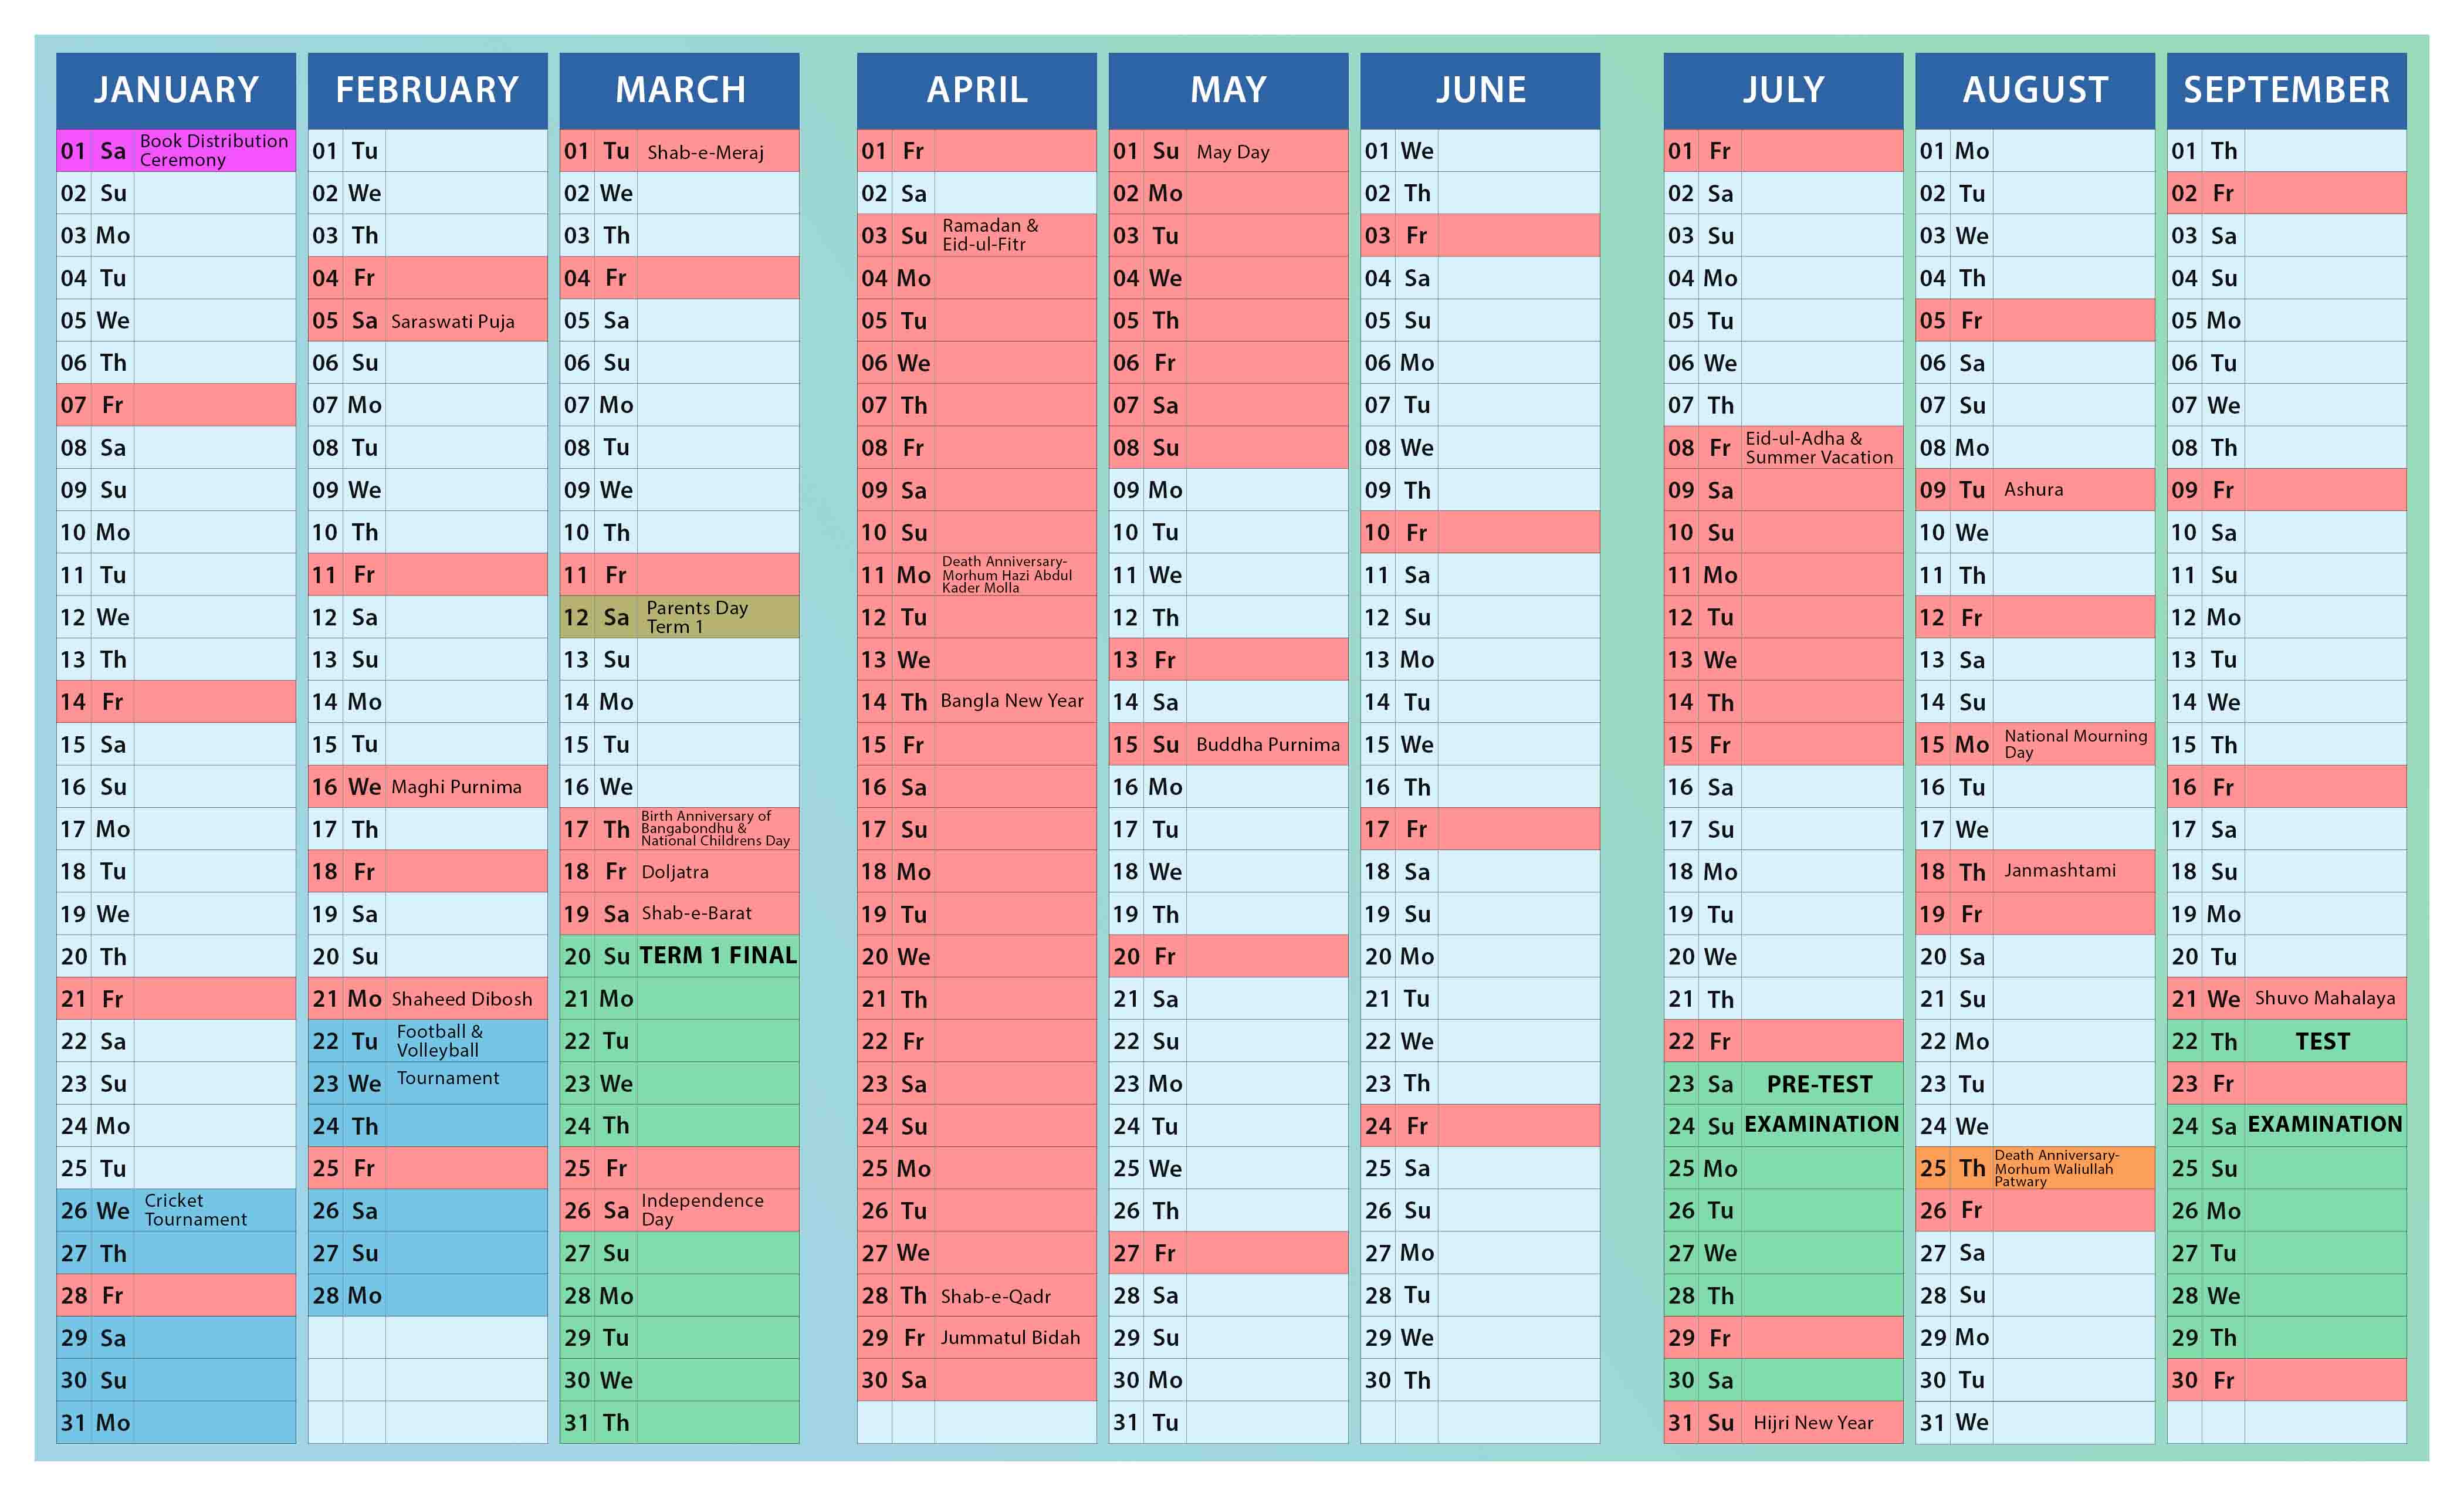 JANUARY
01 Sa Book Distribution
Ceremony
02 Su
03 Mo
04 Tu
05 We
06 Th
07 Fr
08 Sa
09 Su
10 Mo
11 Tu
12 We
13 Th
14 Fr
15 Sa
16 Su
17 Mo
18 Tu
19 We
20 Th
21 Fr
22 Sa
23 Su
24 Mo
25 Tu
26 We Cricket
Tournament
27 Th
28 Fr
29 Sa
30 Su
31 Mo
FEBRUARY
01 Tu
02 We
03 Th
04 Fr
05 Sa Saraswati Puja
06 Su
07 Mo
08 Tu
09 We
10 Th
11 Fr
12 Sa
13 Su
14 Mo
15 Tu
16 We Maghi Purnima
17 Th
18 Fr
19 Sa
20 Su
21 Mo Shaheed Dibosh
22 Tu Football &
Volleyball
23 We Tournament
24 Th
25 Fr
26 Sa
27 Su
28 Mo
MARCH
01 Tu Shab-e-Meraj
02 We
03 Th
04 Fr
05 Sa
06 Su
07 Mo
08 Tu
09 We
10 Th
11 Fr
12 Sa Parents Day
Term 1
13 Su
14 Mo
15 Tu
16 We
17 Th Birth Anniversary of
Bangabondhu &
National Childrens Day
18 Fr Doljatra
19 Sa Shab-e-Barat
20 Su TERM 1 FINAL
21 Mo
22 Tu
23 We
24 Th
25 Fr
26 Sa Independence
Day
27 Su
28 Mo
29 Tu
30 We
31 Th
APRIL
01 Fr
02 Sa
03 Su Ramadan &
Eid-ul-Fitr
04 Mo
05 Tu
06 We
07 Th
08 Fr
09 Sa
10 Su
11 Mo Death Anniversary-
Morhum Hazi Abdul
Kader Molla
12 Tu
13 We
14 Th Bangla New Year
15 Fr
16 Sa
17 Su
18 Mo
19 Tu
20 We
21 Th
22 Fr
23 Sa
24 Su
25 Mo
26 Tu
27 We
28 Th Shab-e-Qadr
29 Fr Jummatul Bidah
30 Sa
MAY
01 Su May Day
02 Mo
03 Tu
04 We
05 Th
06 Fr
07 Sa
08 Su
09 Mo
10 Tu
11 We
12 Th
13 Fr
14 Sa
15 Su Buddha Purnima
16 Mo
17 Tu
18 We
19 Th
20 Fr
21 Sa
22 Su
23 Mo
24 Tu
25 We
26 Th
27 Fr
28 Sa
29 Su
30 Mo
31 Tu
JUNE
01 We
02 Th
03 Fr
04 Sa
05 Su
06 Mo
07 Tu
08 We
09 Th
10 Fr
11 Sa
12 Su
13 Mo
14 Tu
15 We
16 Th
17 Fr
18 Sa
19 Su
20 Mo
21 Tu
22 We
23 Th
24 Fr
25 Sa
26 Su
27 Mo
28 Tu
29 We
30 Th
JULY
01 Fr
02 Sa
03 Su
04 Mo
05 Tu
06 We
07 Th
08 Fr Eid-ul-Adha &
Summer Vacation
09 Sa
10 Su
11 Mo
12 Tu
13 We
14 Th
15 Fr
16 Sa
17 Su
18 Mo
19 Tu
20 We
21 Th
22 Fr
23 Sa PRE-TEST
24 Su EXAMINATION
25 Mo
26 Tu
27 We
28 Th
29 Fr
30 Sa
31 Su Hijri New Year
AUGUST
01 Mo
02 Tu
03 We
04 Th
05 Fr
06 Sa
07 Su
08 Mo
09 Tu Ashura
10 We
11 Th
12 Fr
13 Sa
14 Su
15 Mo National Mourning
Day
16 Tu
17 We
18 Th Janmashtami
19 Fr
20 Sa
21 Su
22 Mo
23 Tu
24 We
25 Th Death Anniversary-
Morhum Waliullah
Patwary
26 Fr
27 Sa
28 Su
29 Mo
30 Tu
31 We
SEPTEMBER
01 Th
02 Fr
03 Sa
04 Su
05 Mo
06 Tu
07 We
08 Th
09 Fr
10 Sa
11 Su
12 Mo
13 Tu
14 We
15 Th
16 Fr
17 Sa
18 Su
19 Mo
20 Tu
21 We Shuvo Mahalaya
22 Th TEST
23 Fr
24 Sa EXAMINATION
25 Su
26 Mo
27 Tu
28 We
29 Th
30 Fr